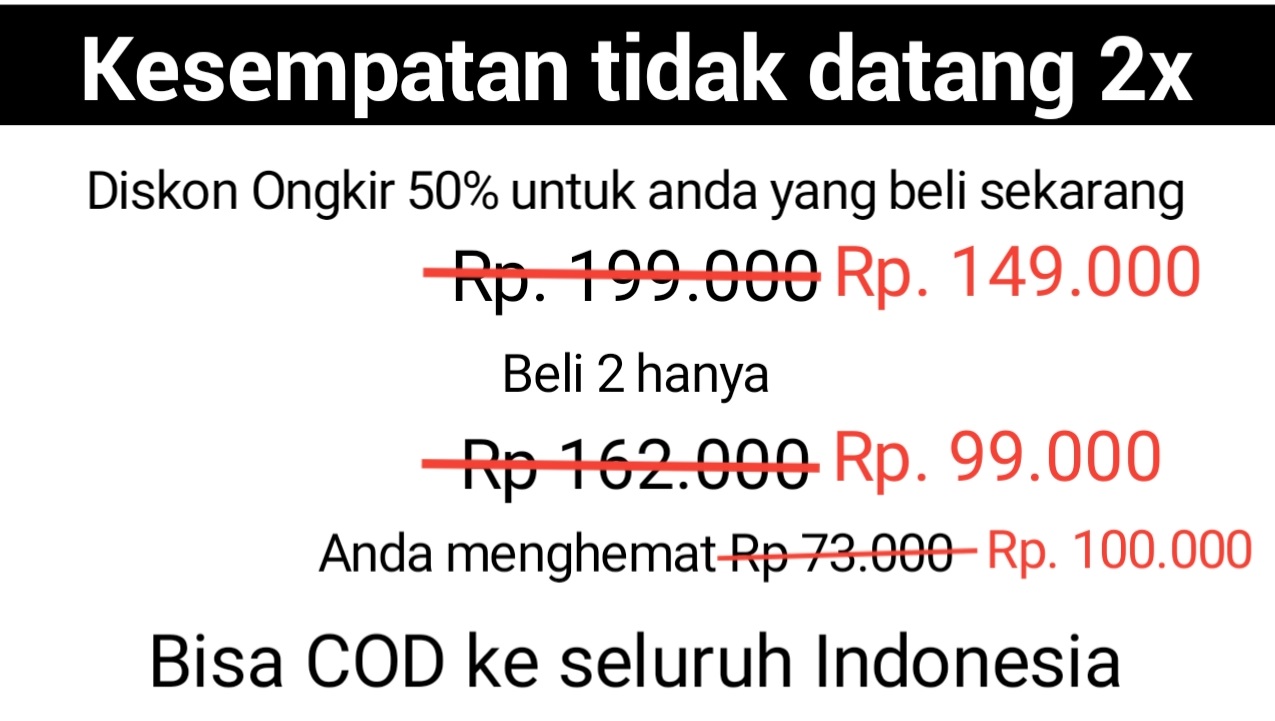 Kesempatan tidak datang 2x
Diskon Ongkir 50% untuk anda yang beli sekarang
Rp. 199.000 Rp. 149.000
Beli 2 hanya
Rp 162.000 Rp. 99.000
Anda menghemat Rp 73.000 Rp. 100.000
Bisa COD ke seluruh Indonesia